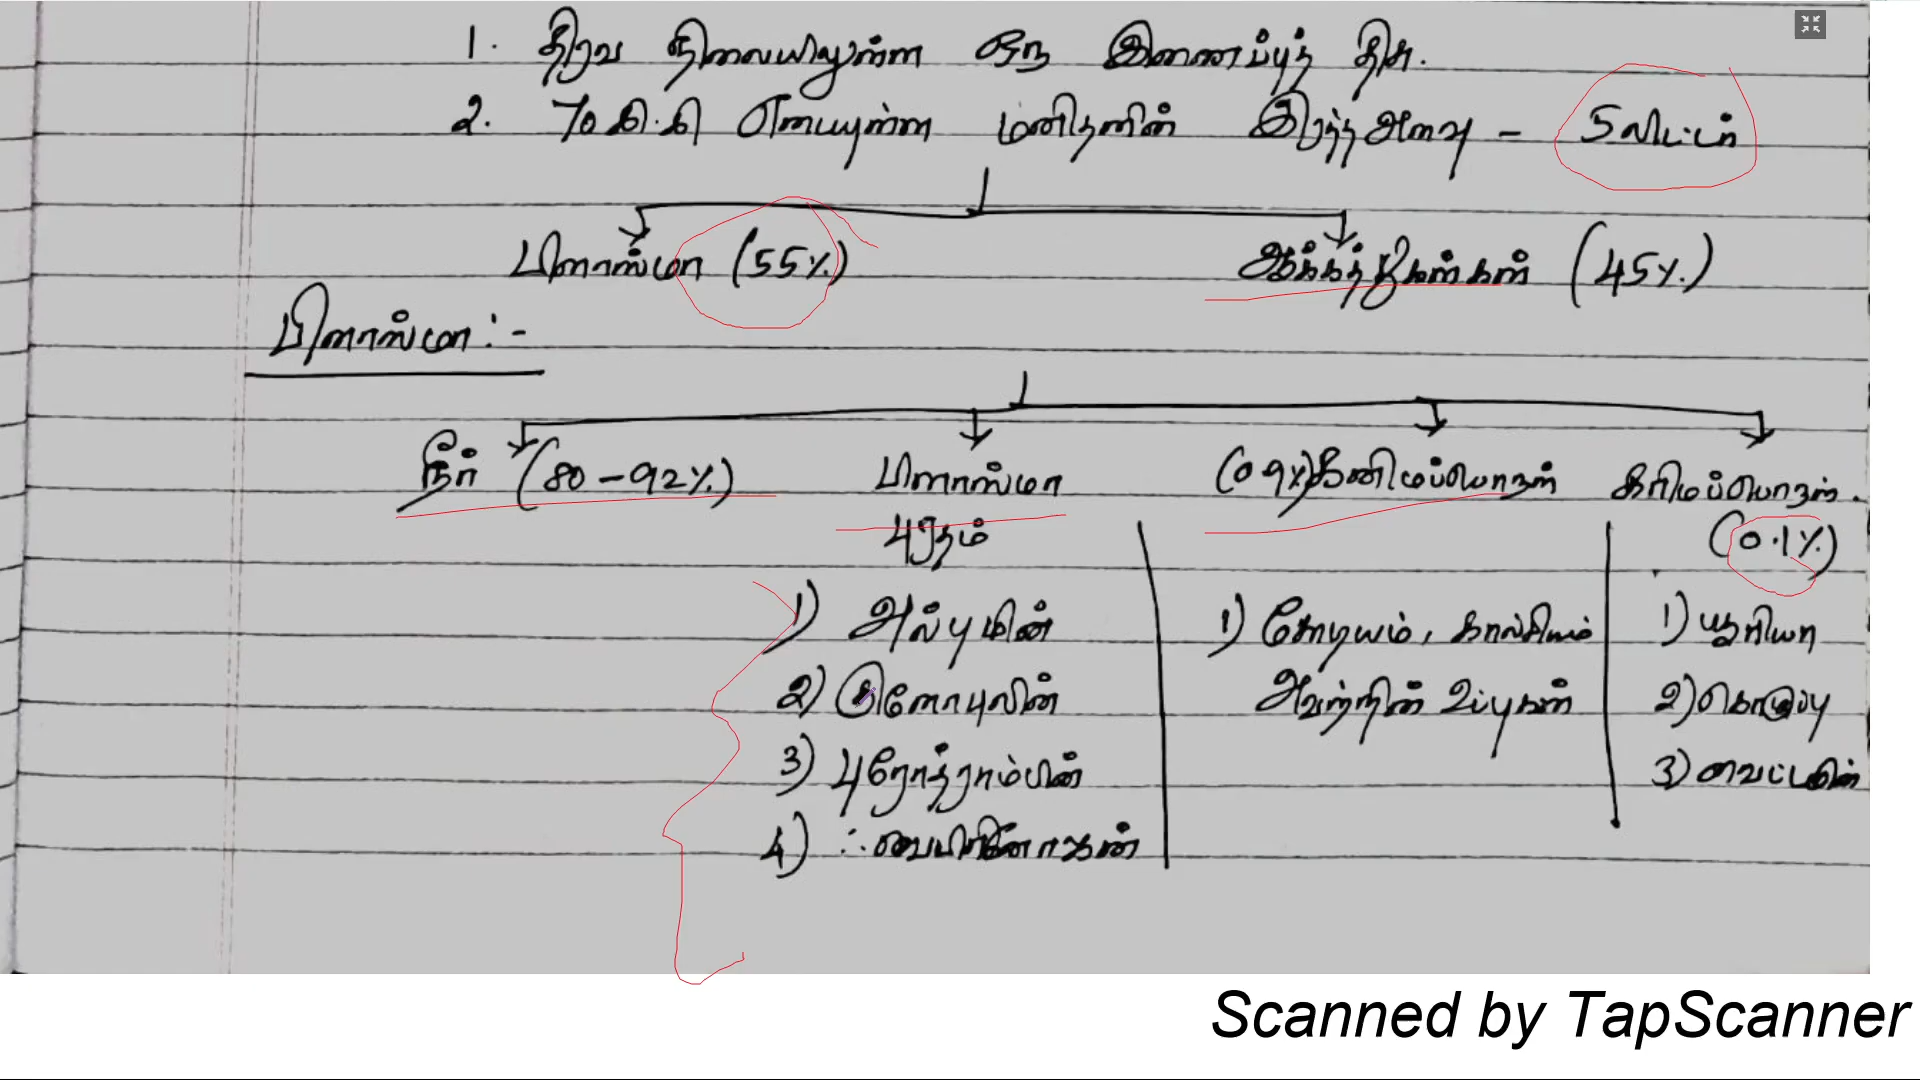 1. திரவ நிலையிலுள்ள ஒரு இணைப்புத் திசு.
2. 70 கி.கி எடையுள்ள மனிதனின் இரத்த அளவு - 5 லிட்டர்
பிளாஸ்மா (55%) ஆக்கத் துகள்கள் (45%)
பிளாஸ்மா :-
நீர் (80-92%) பிளாஸ்மா (0.9%) கனிமப்பொருள் கரிமப்பொருள்.
புரதம் (0.1%)
1) அல்புமின் 1) சோடியம், கால்சியம் 1) யூரியா
2) குளோபுலின் அவற்றின் உப்புகள் 2) கொழுப்பு
3) புரோத்ராம்பின் 3) வைட்டமின்
4) ஃபைப்ரினோஜன்
Scanned by TapScanner